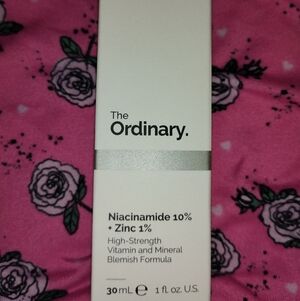 The
Ordinary.
Niacinamide 10%
+ Zinc 1%
High-Strength
Vitamin and Mineral
Blemish Formula
30 mL ℮ 1 fl. oz. U.S.